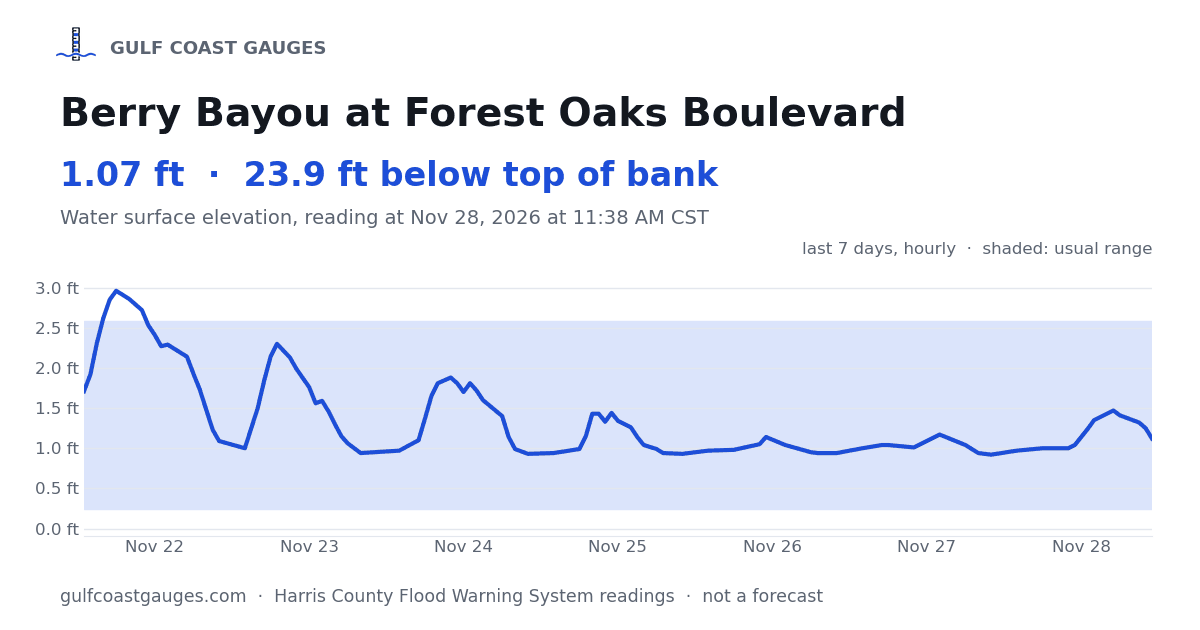 GULF COAST GAUGES
Berry Bayou at Forest Oaks Boulevard
1.07 ft · 23.9 ft below top of bank
Water surface elevation, reading at Nov 28, 2026 at 11:38 AM CST
last 7 days, hourly · shaded: usual range
3.0 ft
2.5 ft
2.0 ft
1.5 ft
1.0 ft
0.5 ft
0.0 ft
Nov 22 Nov 23 Nov 24 Nov 25 Nov 26 Nov 27 Nov 28
gulfcoastgauges.com · Harris County Flood Warning System readings · not a forecast